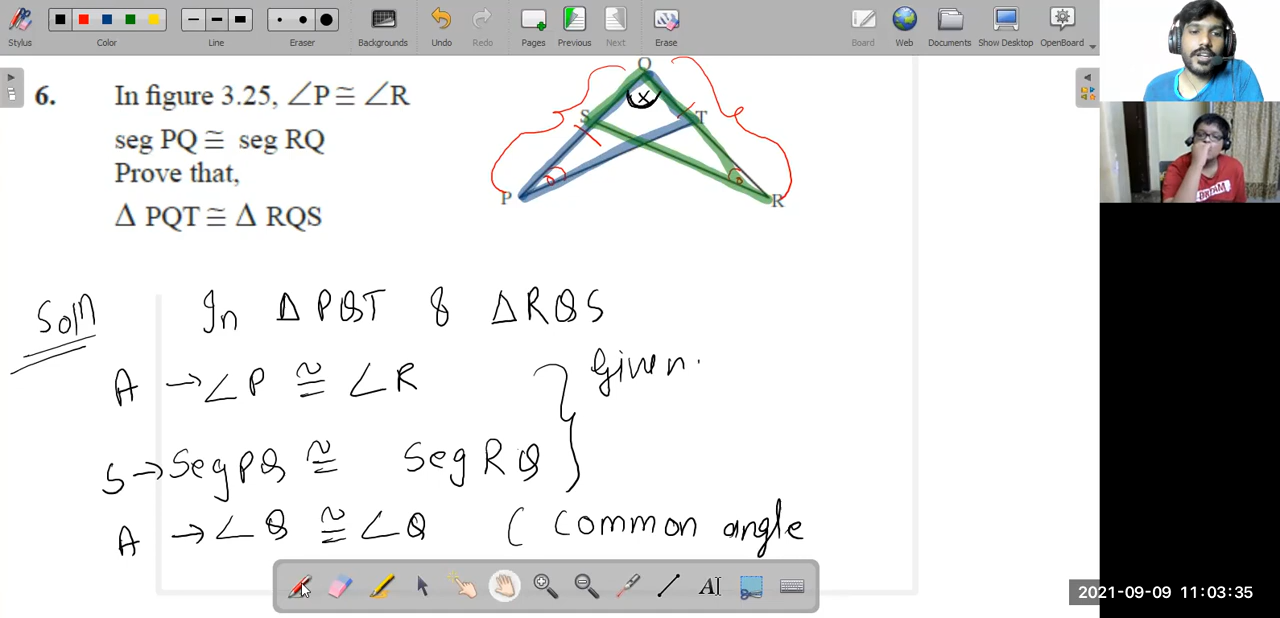 Stylus Color Line Eraser Backgrounds Undo Redo Pages Previous Next Erase Board Web Documents Show Desktop OpenBoard
6. In figure 3.25, ∠P ≅ ∠R
seg PQ ≅ seg RQ
Prove that,
Δ PQT ≅ Δ RQS
Q
x
S T
P R
Soln In Δ PQT & Δ RQS
A → ∠P ≅ ∠R } Given.
S → Seg PQ ≅ Seg RQ
A → ∠Q ≅ ∠Q ( Common angle
AI
2021-09-09 11:03:35